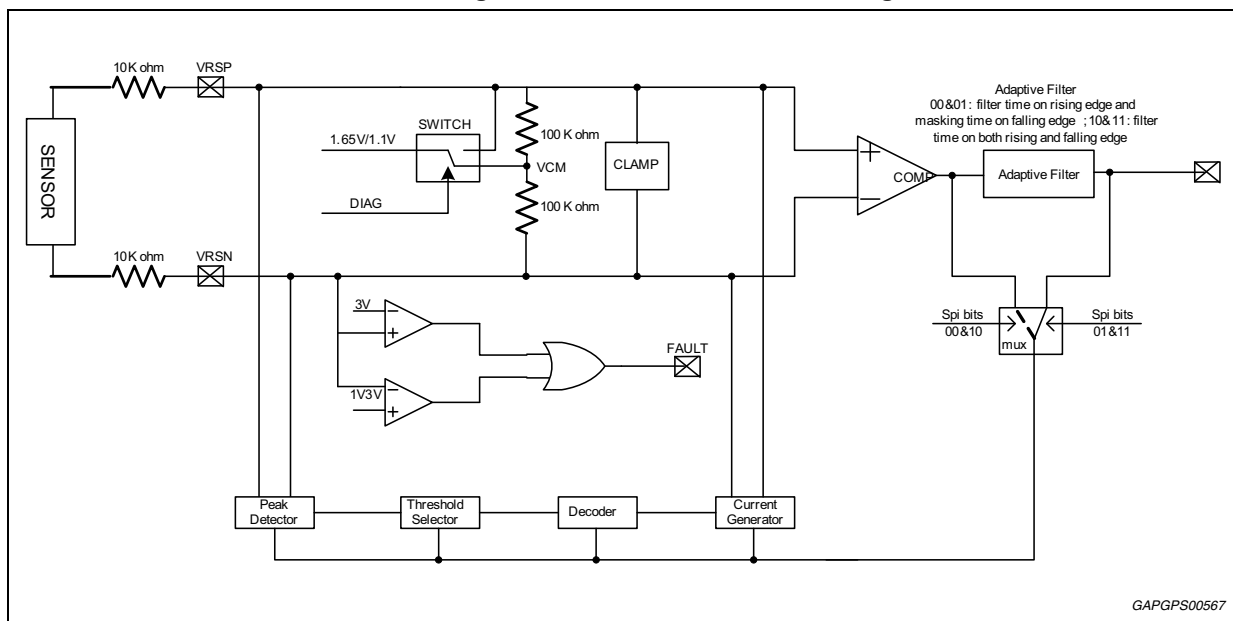 10K ohm
VRSP
SENSOR
1.65V/1.1V
SWITCH
DIAG
100 K ohm
VCM
100 K ohm
CLAMP
COMP
Adaptive Filter
00&01: filter time on rising edge and
masking time on falling edge ;10&11: filter
time on both rising and falling edge
Adaptive Filter
10K ohm
VRSN
3V
1V3V
FAULT
Spi bits
00&10
mux
Spi bits
01&11
Peak
Detector
Threshold
Selector
Decoder
Current
Generator
GAPGPS00567